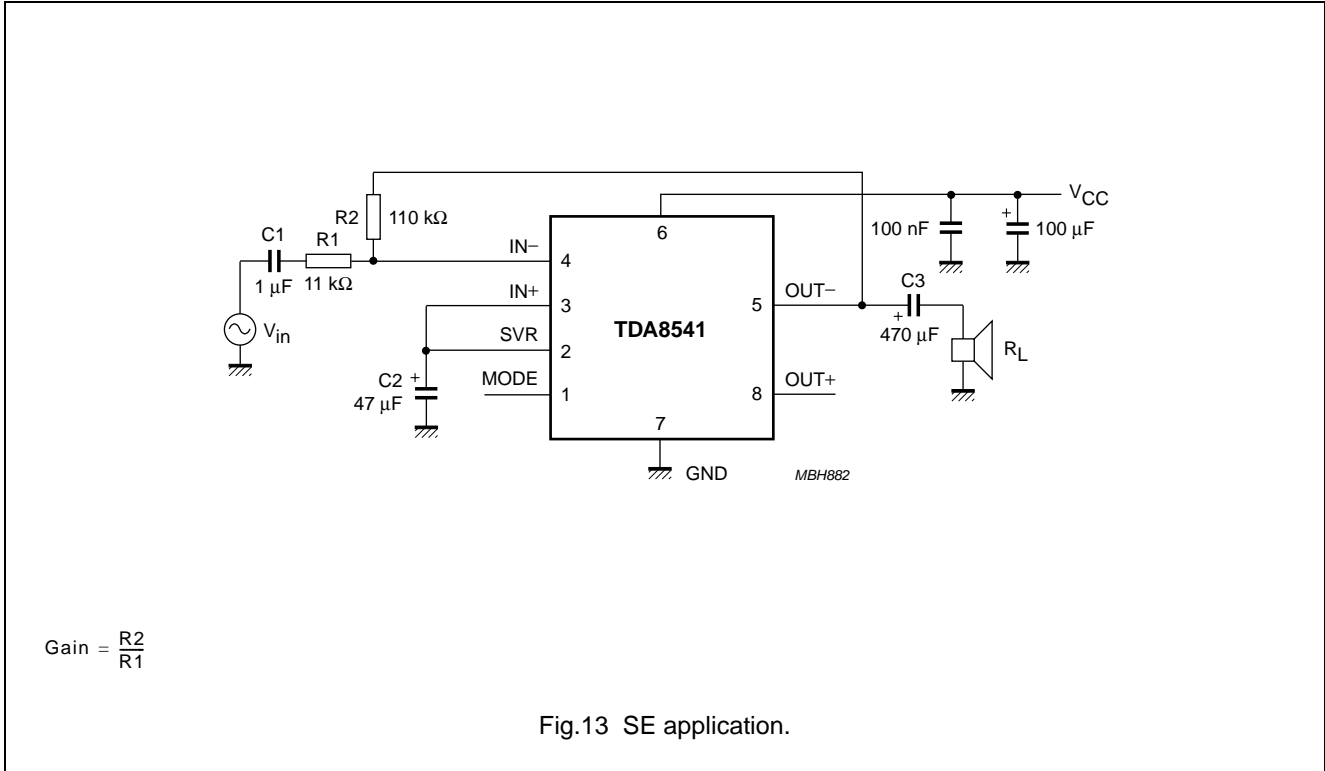 V_CC
R2 110 kΩ
6
100 nF
+ 100 μF
C1
R1
IN−
4
1 μF
11 kΩ
C3
IN+
3
5
OUT−
TDA8541
+
470 μF
V_in
SVR
2
R_L
C2 +
47 μF
MODE
1
8
OUT+
7
GND
MBH882
Gain = R2/R1
Fig.13 SE application.